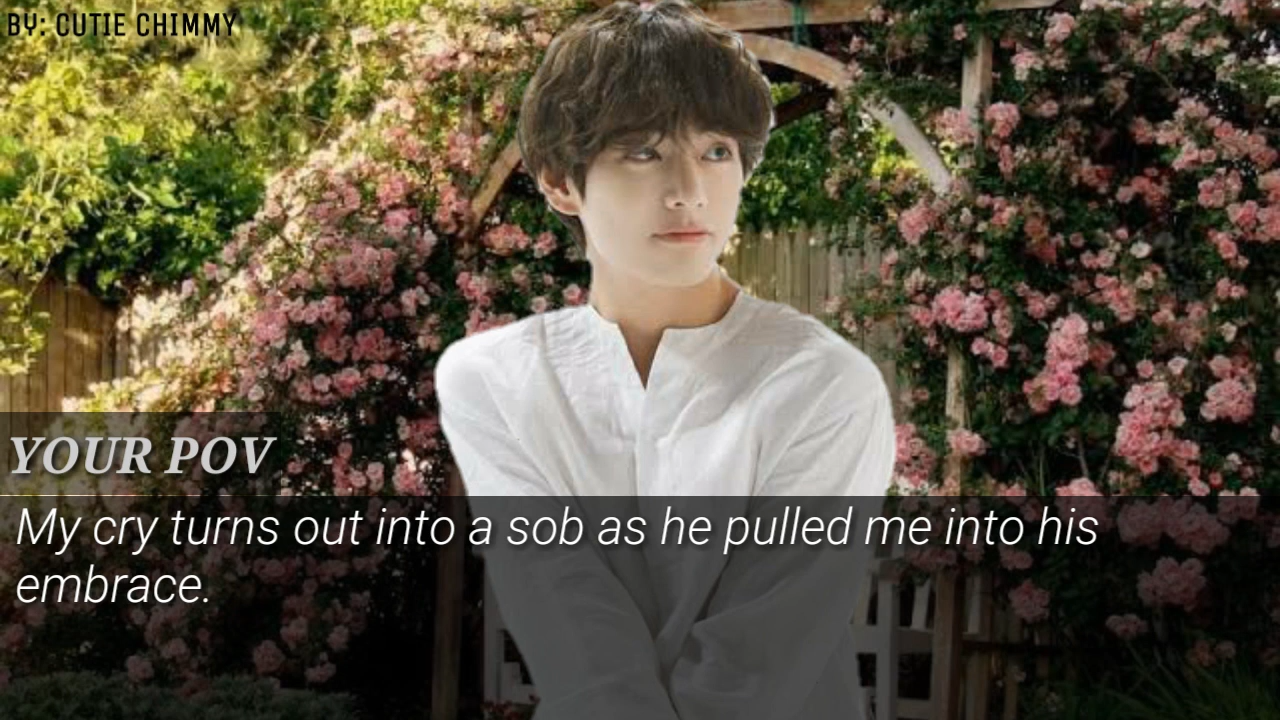 BY: CUTIE CHIMMY
YOUR POV
My cry turns out into a sob as he pulled me into his
embrace.